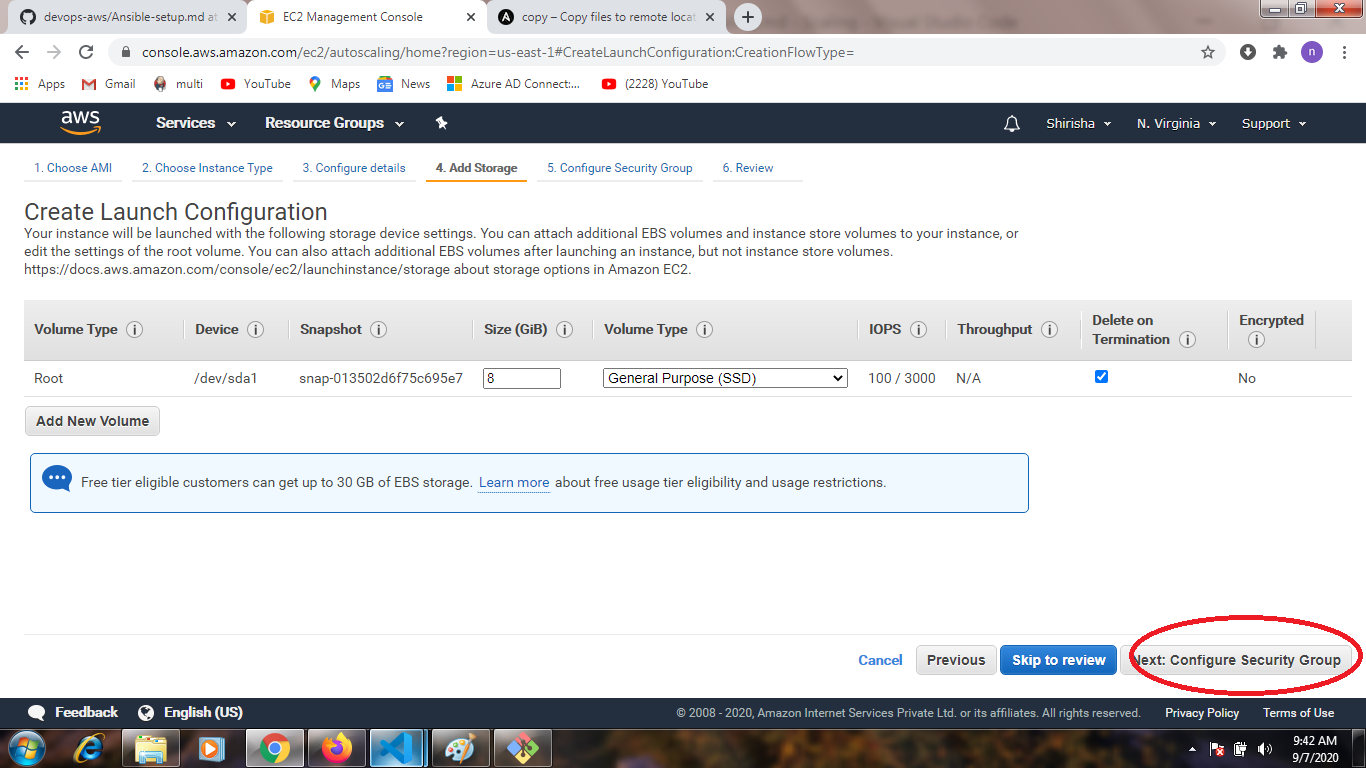 devops-aws/Ansible-setup.md at
EC2 Management Console
copy – Copy files to remote locat
console.aws.amazon.com/ec2/autoscaling/home?region=us-east-1#CreateLaunchConfiguration:CreationFlowType=
n
Apps Gmail multi YouTube Maps News Azure AD Connect:... (2228) YouTube
aws Services Resource Groups Shirisha N. Virginia Support
1. Choose AMI 2. Choose Instance Type 3. Configure details 4. Add Storage 5. Configure Security Group 6. Review
Create Launch Configuration
Your instance will be launched with the following storage device settings. You can attach additional EBS volumes and instance store volumes to your instance, or
edit the settings of the root volume. You can also attach additional EBS volumes after launching an instance, but not instance store volumes.
https://docs.aws.amazon.com/console/ec2/launchinstance/storage about storage options in Amazon EC2.
Volume Type Device Snapshot Size (GiB) Volume Type IOPS Throughput Delete on Termination Encrypted
Root /dev/sda1 snap-013502d6f75c695e7 8 General Purpose (SSD) 100 / 3000 N/A No
Add New Volume
Free tier eligible customers can get up to 30 GB of EBS storage. Learn more about free usage tier eligibility and usage restrictions.
Cancel Previous Skip to review Next: Configure Security Group
Feedback English (US) © 2008 - 2020, Amazon Internet Services Private Ltd. or its affiliates. All rights reserved. Privacy Policy Terms of Use
9:42 AM
9/7/2020